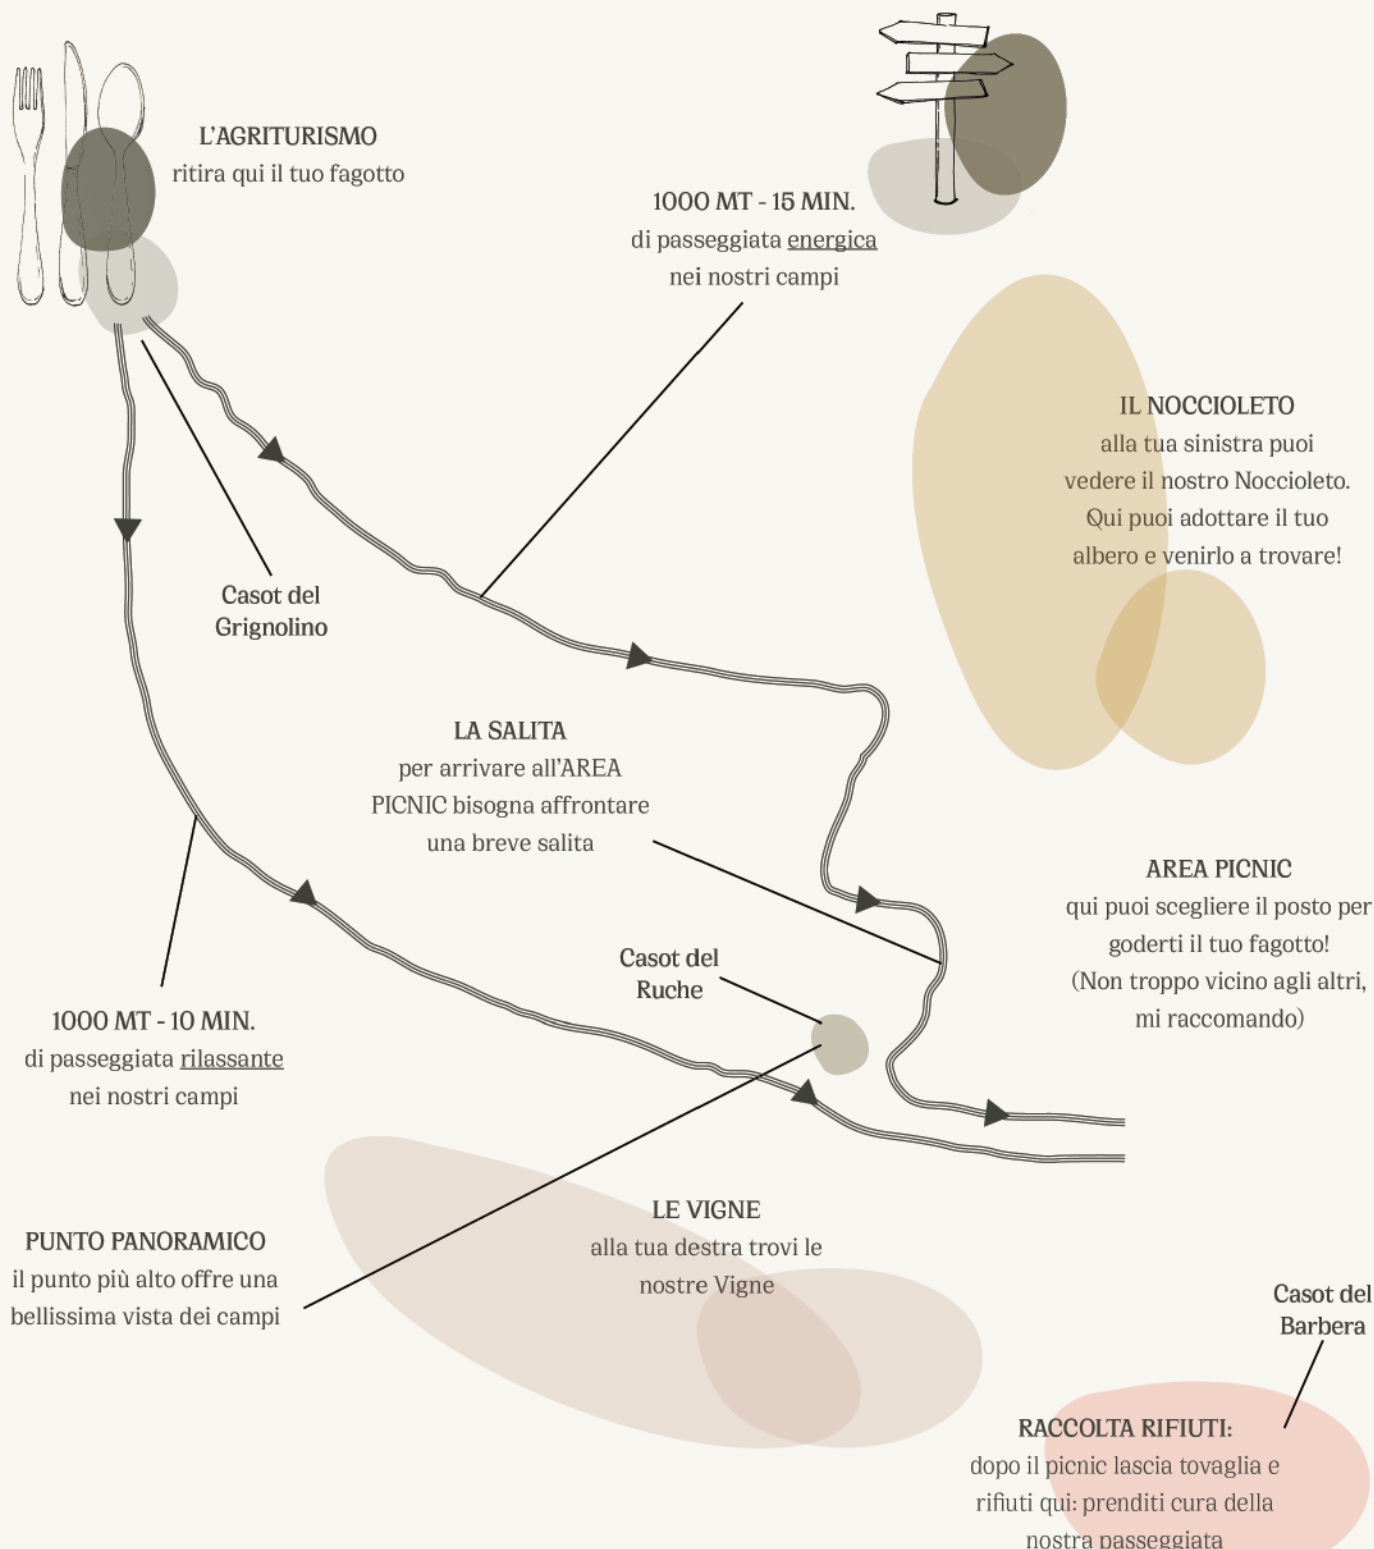 L'AGRITURISMO
ritira qui il tuo fagotto
1000 MT - 15 MIN.
di passeggiata energica
nei nostri campi
IL NOCCIOLETO
alla tua sinistra puoi
vedere il nostro Noccioleto.
Qui puoi adottare il tuo
albero e venirlo a trovare!
Casot del
Grignolino
LA SALITA
per arrivare all'AREA
PICNIC bisogna affrontare
una breve salita
AREA PICNIC
qui puoi scegliere il posto per
goderti il tuo fagotto!
(Non troppo vicino agli altri,
mi raccomando)
Casot del
Ruche
1000 MT - 10 MIN.
di passeggiata rilassante
nei nostri campi
LE VIGNE
alla tua destra trovi le
nostre Vigne
PUNTO PANORAMICO
il punto più alto offre una
bellissima vista dei campi
Casot del
Barbera
RACCOLTA RIFIUTI:
dopo il picnic lascia tovaglia e
rifiuti qui: prenditi cura della
nostra passeggiata